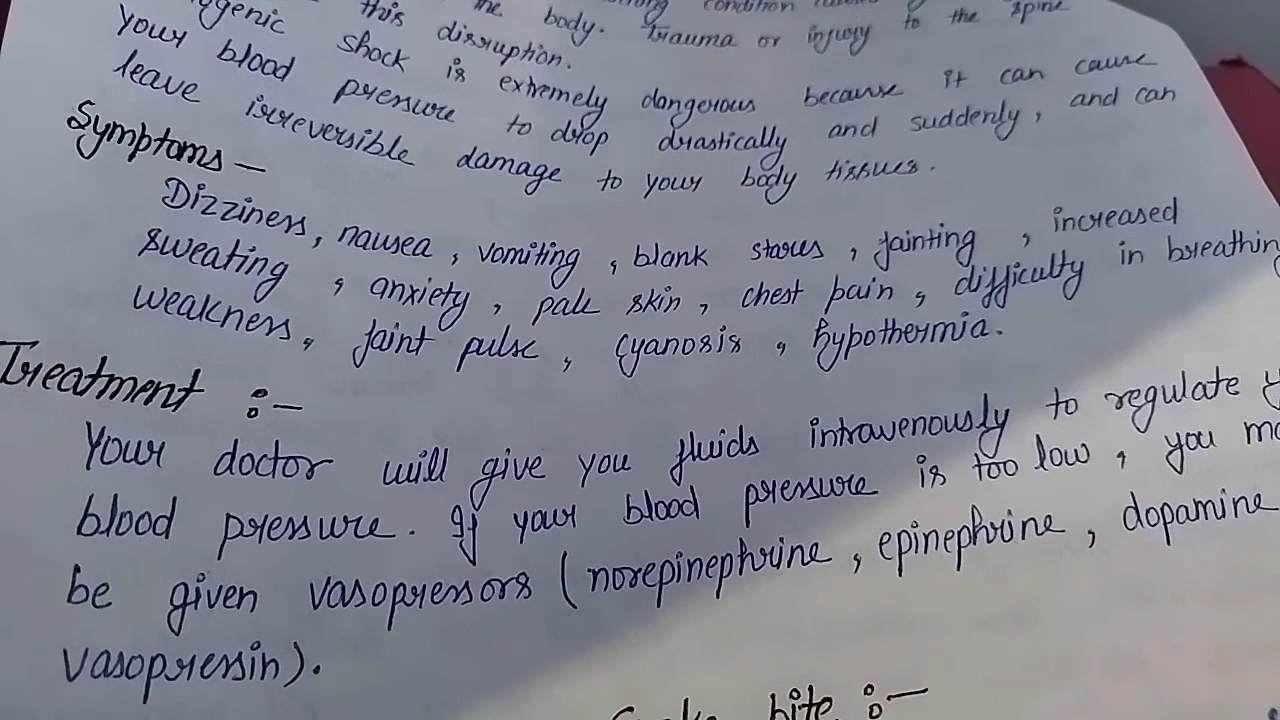 the body. condition
this disruption. Trauma or injury to the spine
shock is extremely dangerous because it can cause
your blood pressure to drop drastically and suddenly, and can
leave irreversible damage to your body tissues.
Symptoms –
Dizziness, nausea, vomiting, blank stares, fainting, increased
sweating, anxiety, pale skin, chest pain, difficulty in breathing
weakness, faint pulse, cyanosis, hypothermia.
Treatment :–
Your doctor will give you fluids intravenously to regulate
blood pressure. If your blood pressure is too low, you
be given vasopressors (norepinephrine, epinephrine, dopamine
vasopressin).
bite :–